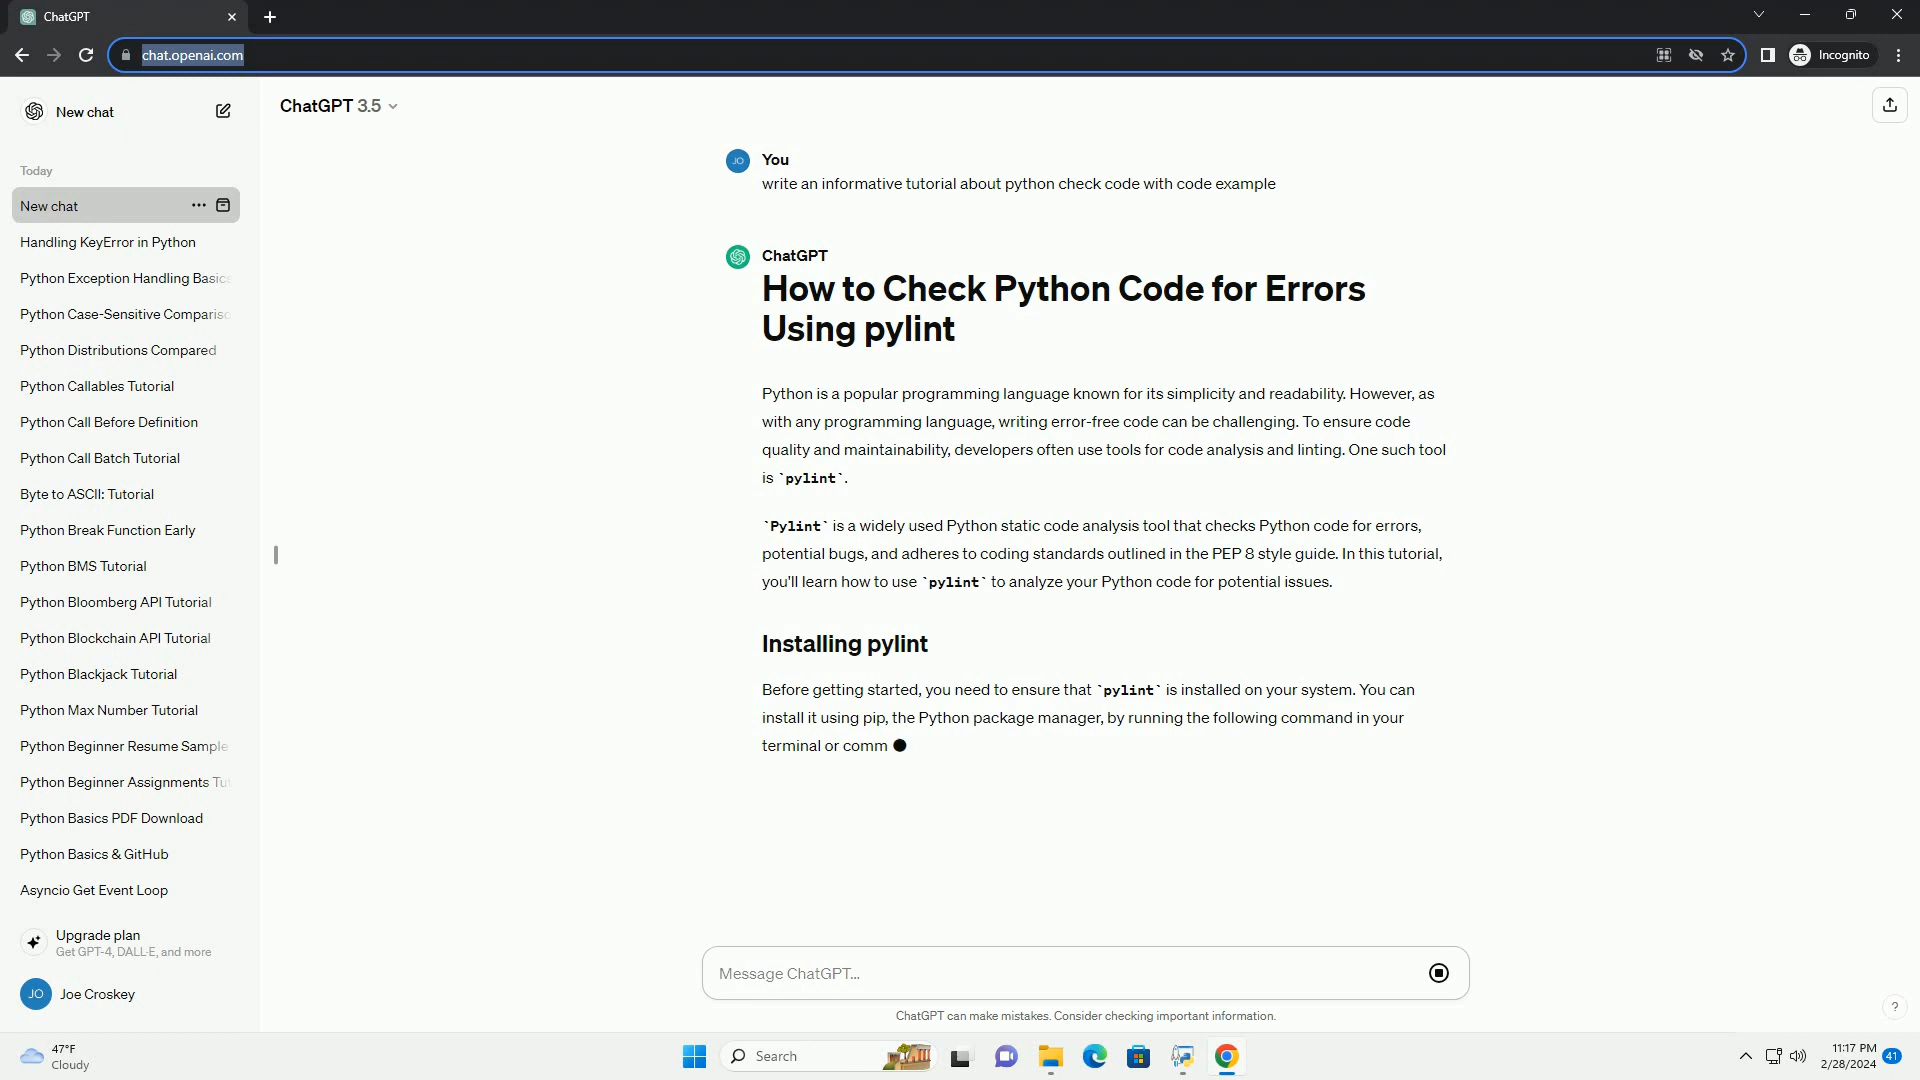 ChatGPT
chat.openai.com
Incognito
New chat
Today
New chat
Handling KeyError in Python
Python Exception Handling Basics
Python Case-Sensitive Compariso
Python Distributions Compared
Python Callables Tutorial
Python Call Before Definition
Python Call Batch Tutorial
Byte to ASCII: Tutorial
Python Break Function Early
Python BMS Tutorial
Python Bloomberg API Tutorial
Python Blockchain API Tutorial
Python Blackjack Tutorial
Python Max Number Tutorial
Python Beginner Resume Sample
Python Beginner Assignments Tut
Python Basics PDF Download
Python Basics & GitHub
Asyncio Get Event Loop
Upgrade plan
Get GPT-4, DALL·E, and more
JO Joe Croskey
ChatGPT 3.5
JO You
write an informative tutorial about python check code with code example
ChatGPT
How to Check Python Code for Errors
Using pylint
Python is a popular programming language known for its simplicity and readability. However, as
with any programming language, writing error-free code can be challenging. To ensure code
quality and maintainability, developers often use tools for code analysis and linting. One such tool
is `pylint`.
`Pylint` is a widely used Python static code analysis tool that checks Python code for errors,
potential bugs, and adheres to coding standards outlined in the PEP 8 style guide. In this tutorial,
you'll learn how to use `pylint` to analyze your Python code for potential issues.
Installing pylint
Before getting started, you need to ensure that `pylint` is installed on your system. You can
install it using pip, the Python package manager, by running the following command in your
terminal or comm
Message ChatGPT...
ChatGPT can make mistakes. Consider checking important information.
?
47°F
Cloudy
Search
11:17 PM
2/28/2024
41